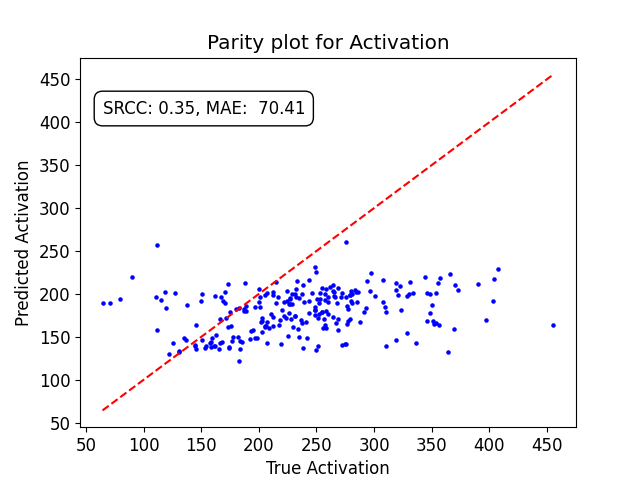 Parity plot for Activation
SRCC: 0.35, MAE:  70.41
Predicted Activation
450
400
350
300
250
200
150
100
50
50 100 150 200 250 300 350 400 450
True Activation